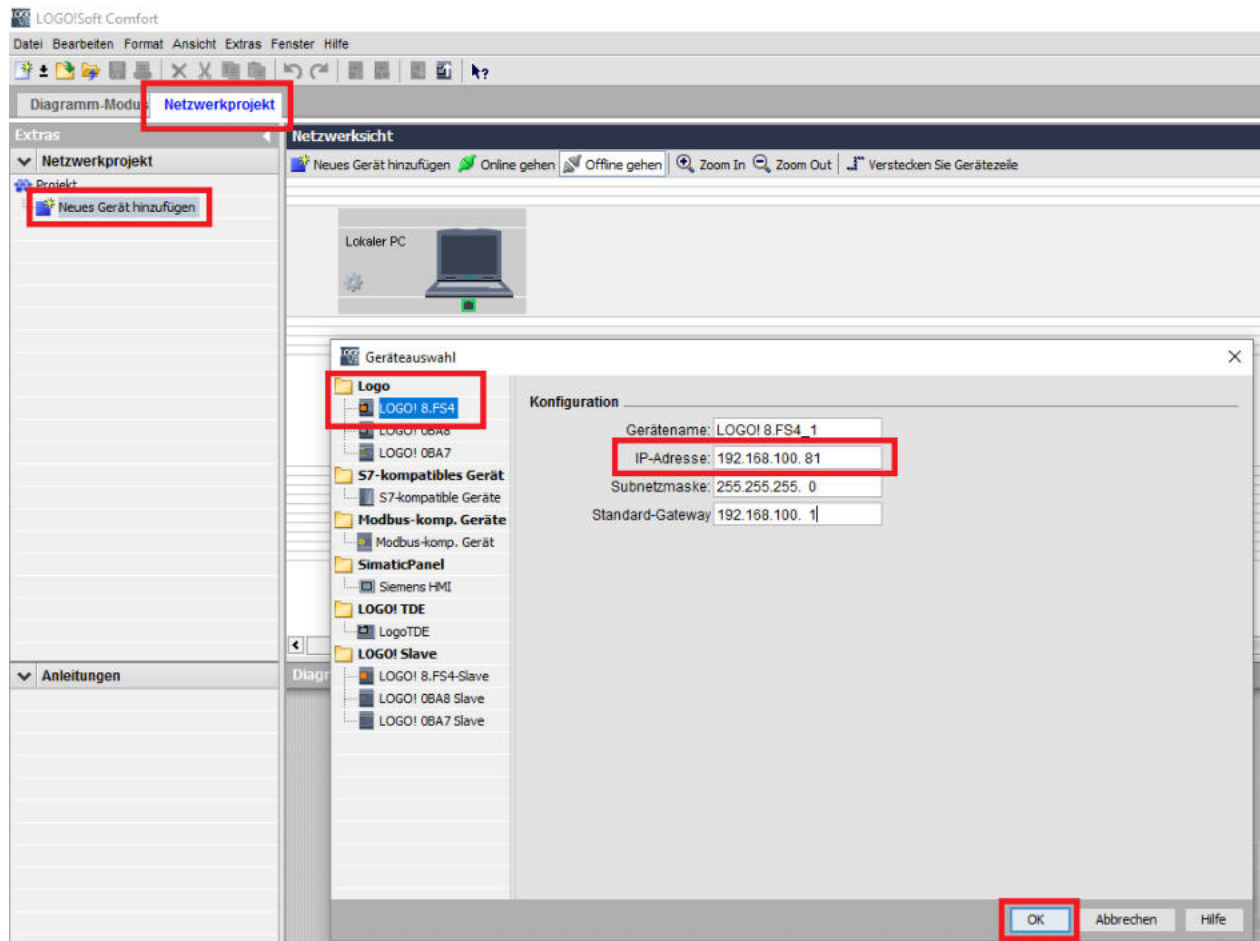 LOGO!Soft Comfort
Datei Bearbeiten Format Ansicht Extras Fenster Hilfe
Diagramm-Modus Netzwerkprojekt
Extras
Netzwerkprojekt
Projekt
Neues Gerät hinzufügen
Netzwerksicht
Neues Gerät hinzufügen Online gehen Offline gehen Zoom In Zoom Out Verstecken Sie Gerätezeile
Lokaler PC
Geräteauswahl
Logo
LOGO! 8.FS4
LOGO! 0BA8
LOGO! 0BA7
S7-kompatibles Gerät
S7-kompatible Geräte
Modbus-komp. Geräte
Modbus-komp. Gerät
SimaticPanel
Siemens HMI
LOGO! TDE
LogoTDE
LOGO! Slave
LOGO! 8.FS4-Slave
LOGO! 0BA8 Slave
LOGO! 0BA7 Slave
Konfiguration
Gerätename: LOGO! 8.FS4_1
IP-Adresse: 192.168.100. 81
Subnetzmaske: 255.255.255. 0
Standard-Gateway 192.168.100. 1
Anleitungen
Diagr
OK Abbrechen Hilfe